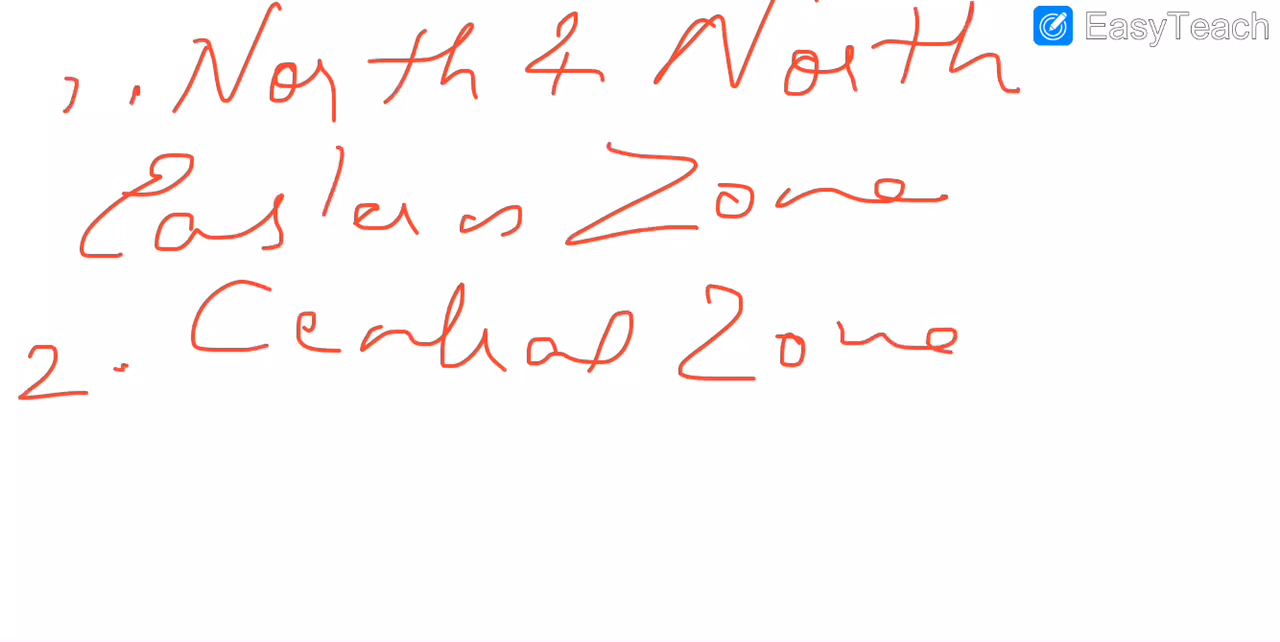 EasyTeach
1. North & North
Eastern Zone
2. Central Zone